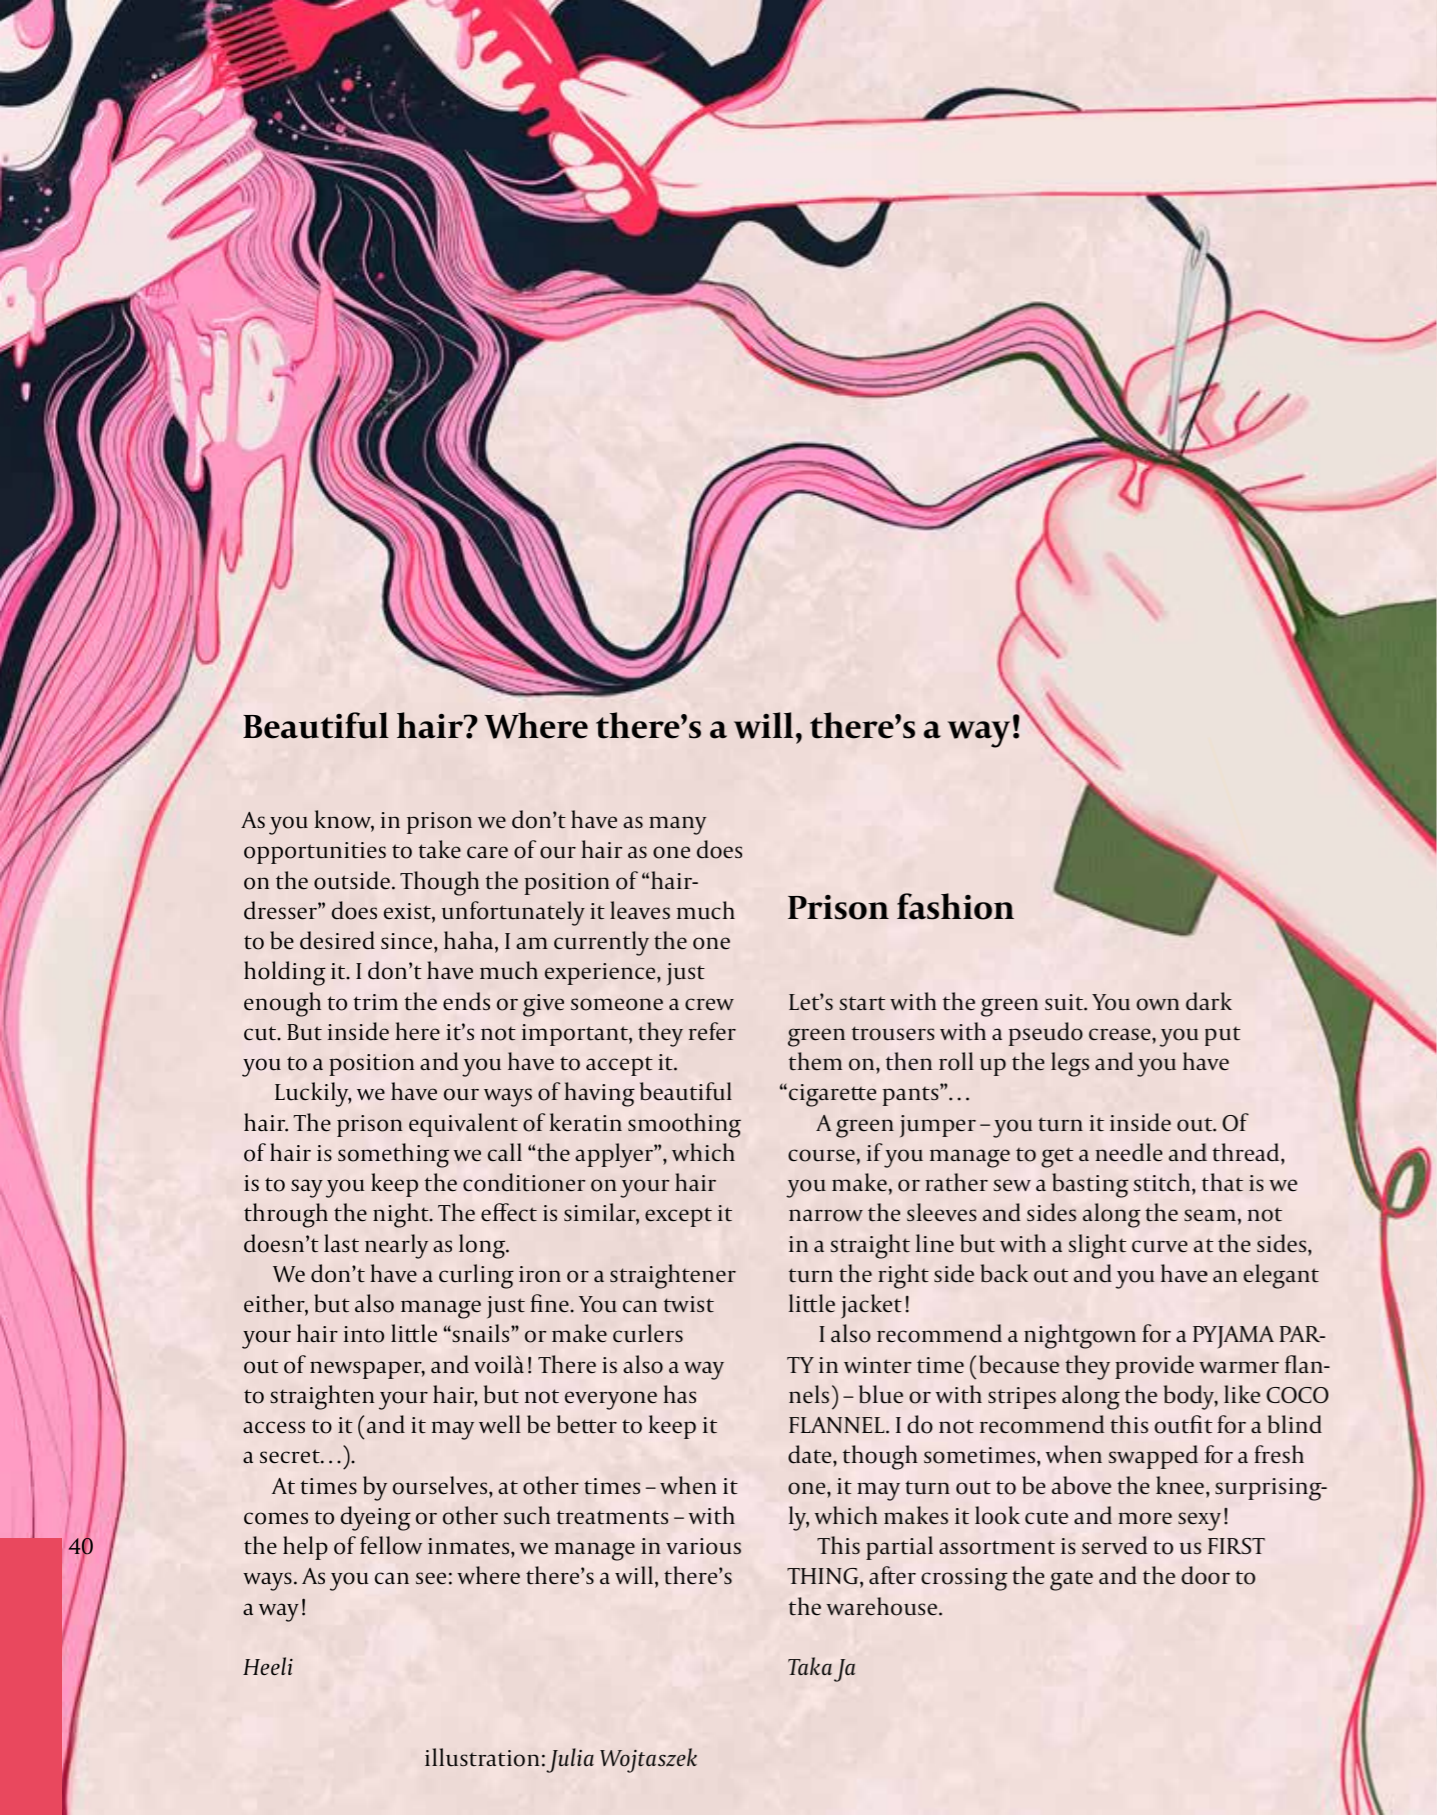 Beautiful hair? Where there's a will, there's a way!
As you know, in prison we don't have as many
opportunities to take care of our hair as one does
on the outside. Though the position of “hair-
dresser” does exist, unfortunately it leaves much
to be desired since, haha, I am currently the one
holding it. I don't have much experience, just
enough to trim the ends or give someone a crew
cut. But inside here it's not important, they refer
you to a position and you have to accept it.
Luckily, we have our ways of having beautiful
hair. The prison equivalent of keratin smoothing
of hair is something we call “the applyer”, which
is to say you keep the conditioner on your hair
through the night. The effect is similar, except it
doesn't last nearly as long.
We don't have a curling iron or a straightener
either, but also manage just fine. You can twist
your hair into little “snails” or make curlers
out of newspaper, and voilà! There is also a way
to straighten your hair, but not everyone has
access to it (and it may well be better to keep it
a secret…).
At times by ourselves, at other times – when it
comes to dyeing or other such treatments – with
the help of fellow inmates, we manage in various
ways. As you can see: where there's a will, there's
a way!
Heeli
Prison fashion
Let's start with the green suit. You own dark
green trousers with a pseudo crease, you put
them on, then roll up the legs and you have
“cigarette pants”…
A green jumper – you turn it inside out. Of
course, if you manage to get a needle and thread,
you make, or rather sew a basting stitch, that is we
narrow the sleeves and sides along the seam, not
in a straight line but with a slight curve at the sides,
turn the right side back out and you have an elegant
little jacket!
I also recommend a nightgown for a PYJAMA PAR-
TY in winter time (because they provide warmer flan-
nels) – blue or with stripes along the body, like COCO
FLANNEL. I do not recommend this outfit for a blind
date, though sometimes, when swapped for a fresh
one, it may turn out to be above the knee, surprising-
ly, which makes it look cute and more sexy!
This partial assortment is served to us FIRST
THING, after crossing the gate and the door to
the warehouse.
Taka Ja
illustration: Julia Wojtaszek
40